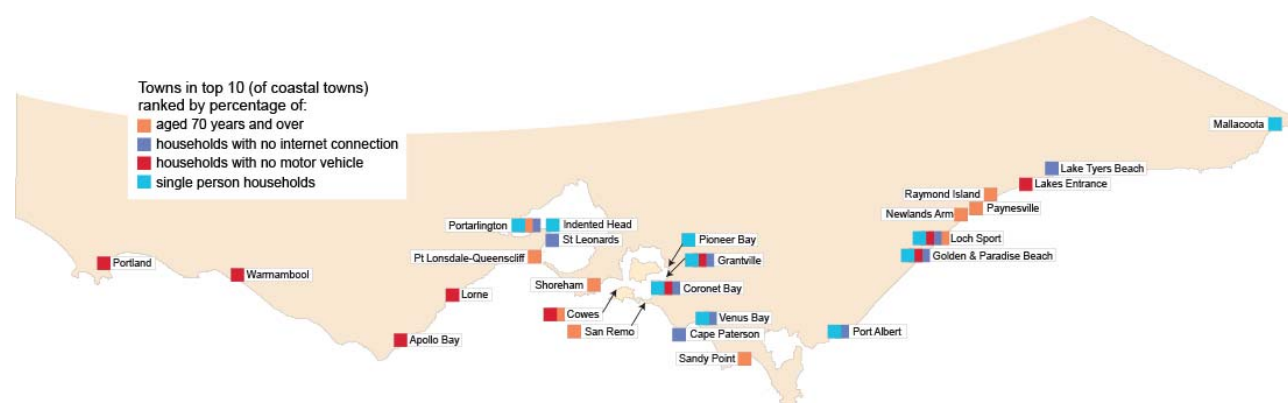 Towns in top 10 (of coastal towns)
ranked by percentage of:
aged 70 years and over
households with no internet connection
households with no motor vehicle
single person households
Mallacoota
Lake Tyers Beach
Lakes Entrance
Raymond Island
Paynesville
Newlands Arm
Portarlington
Indented Head
St Leonards
Pioneer Bay
Loch Sport
Golden & Paradise Beach
Pt Lonsdale-Queenscliff
Grantville
Portland
Warrnambool
Shoreham
Coronet Bay
Lorne
Cowes
Venus Bay
San Remo
Cape Paterson
Port Albert
Apollo Bay
Sandy Point